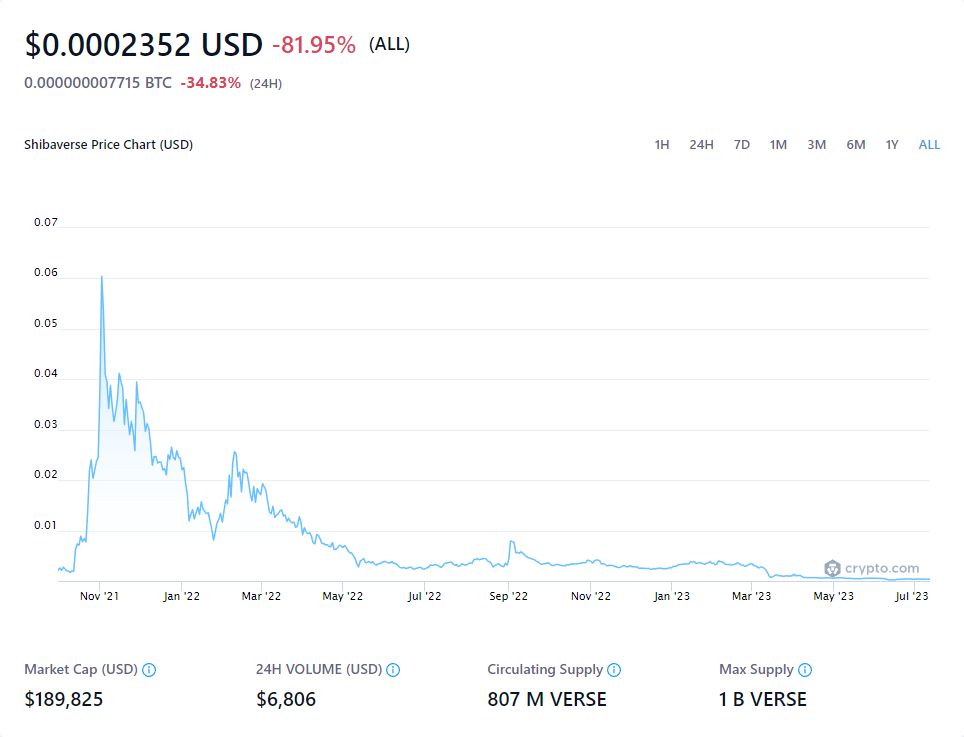 $0.0002352 USD -81.95% (ALL)
0.000000007715 BTC -34.83% (24H)
Shibaverse Price Chart (USD) 1H 24H 7D 1M 3M 6M 1Y ALL
0.07
0.06
0.05
0.04
0.03
0.02
0.01
crypto.com
Nov '21 Jan '22 Mar '22 May '22 Jul '22 Sep '22 Nov '22 Jan '23 Mar '23 May '23 Jul '23
Market Cap (USD) 24H VOLUME (USD) Circulating Supply Max Supply
$189,825 $6,806 807 M VERSE 1 B VERSE